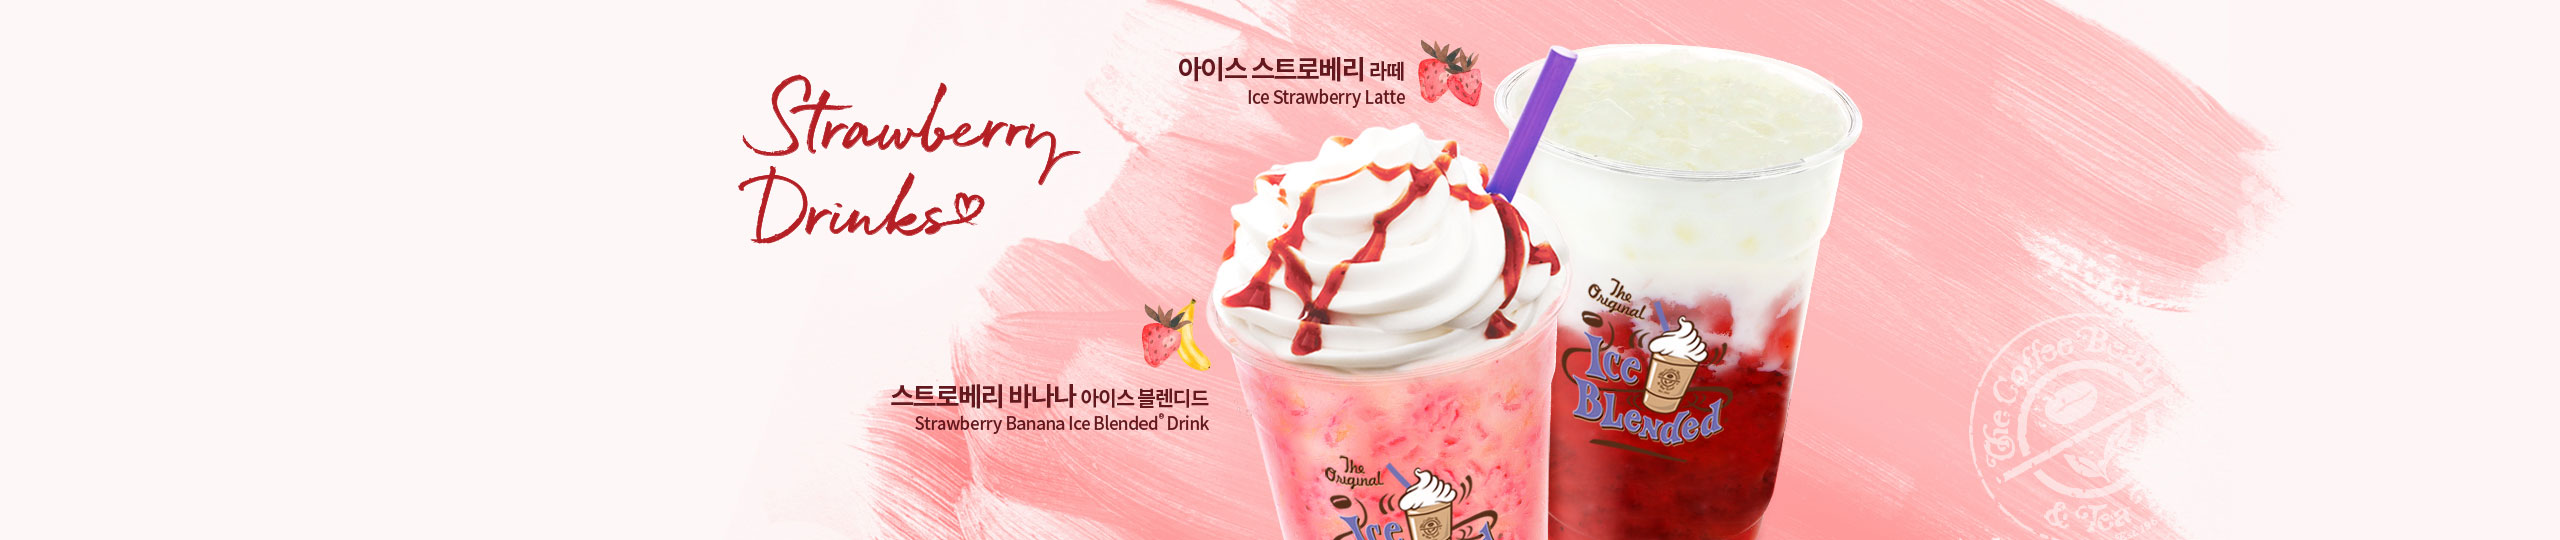 Strawberry
Drinks
아이스 스트로베리 라떼
Ice Strawberry Latte
스트로베리 바나나 아이스 블렌디드
Strawberry Banana Ice Blended® Drink
The
Original
Ice
Blended
The
Original
Ice
The Coffee Bean
& Tea